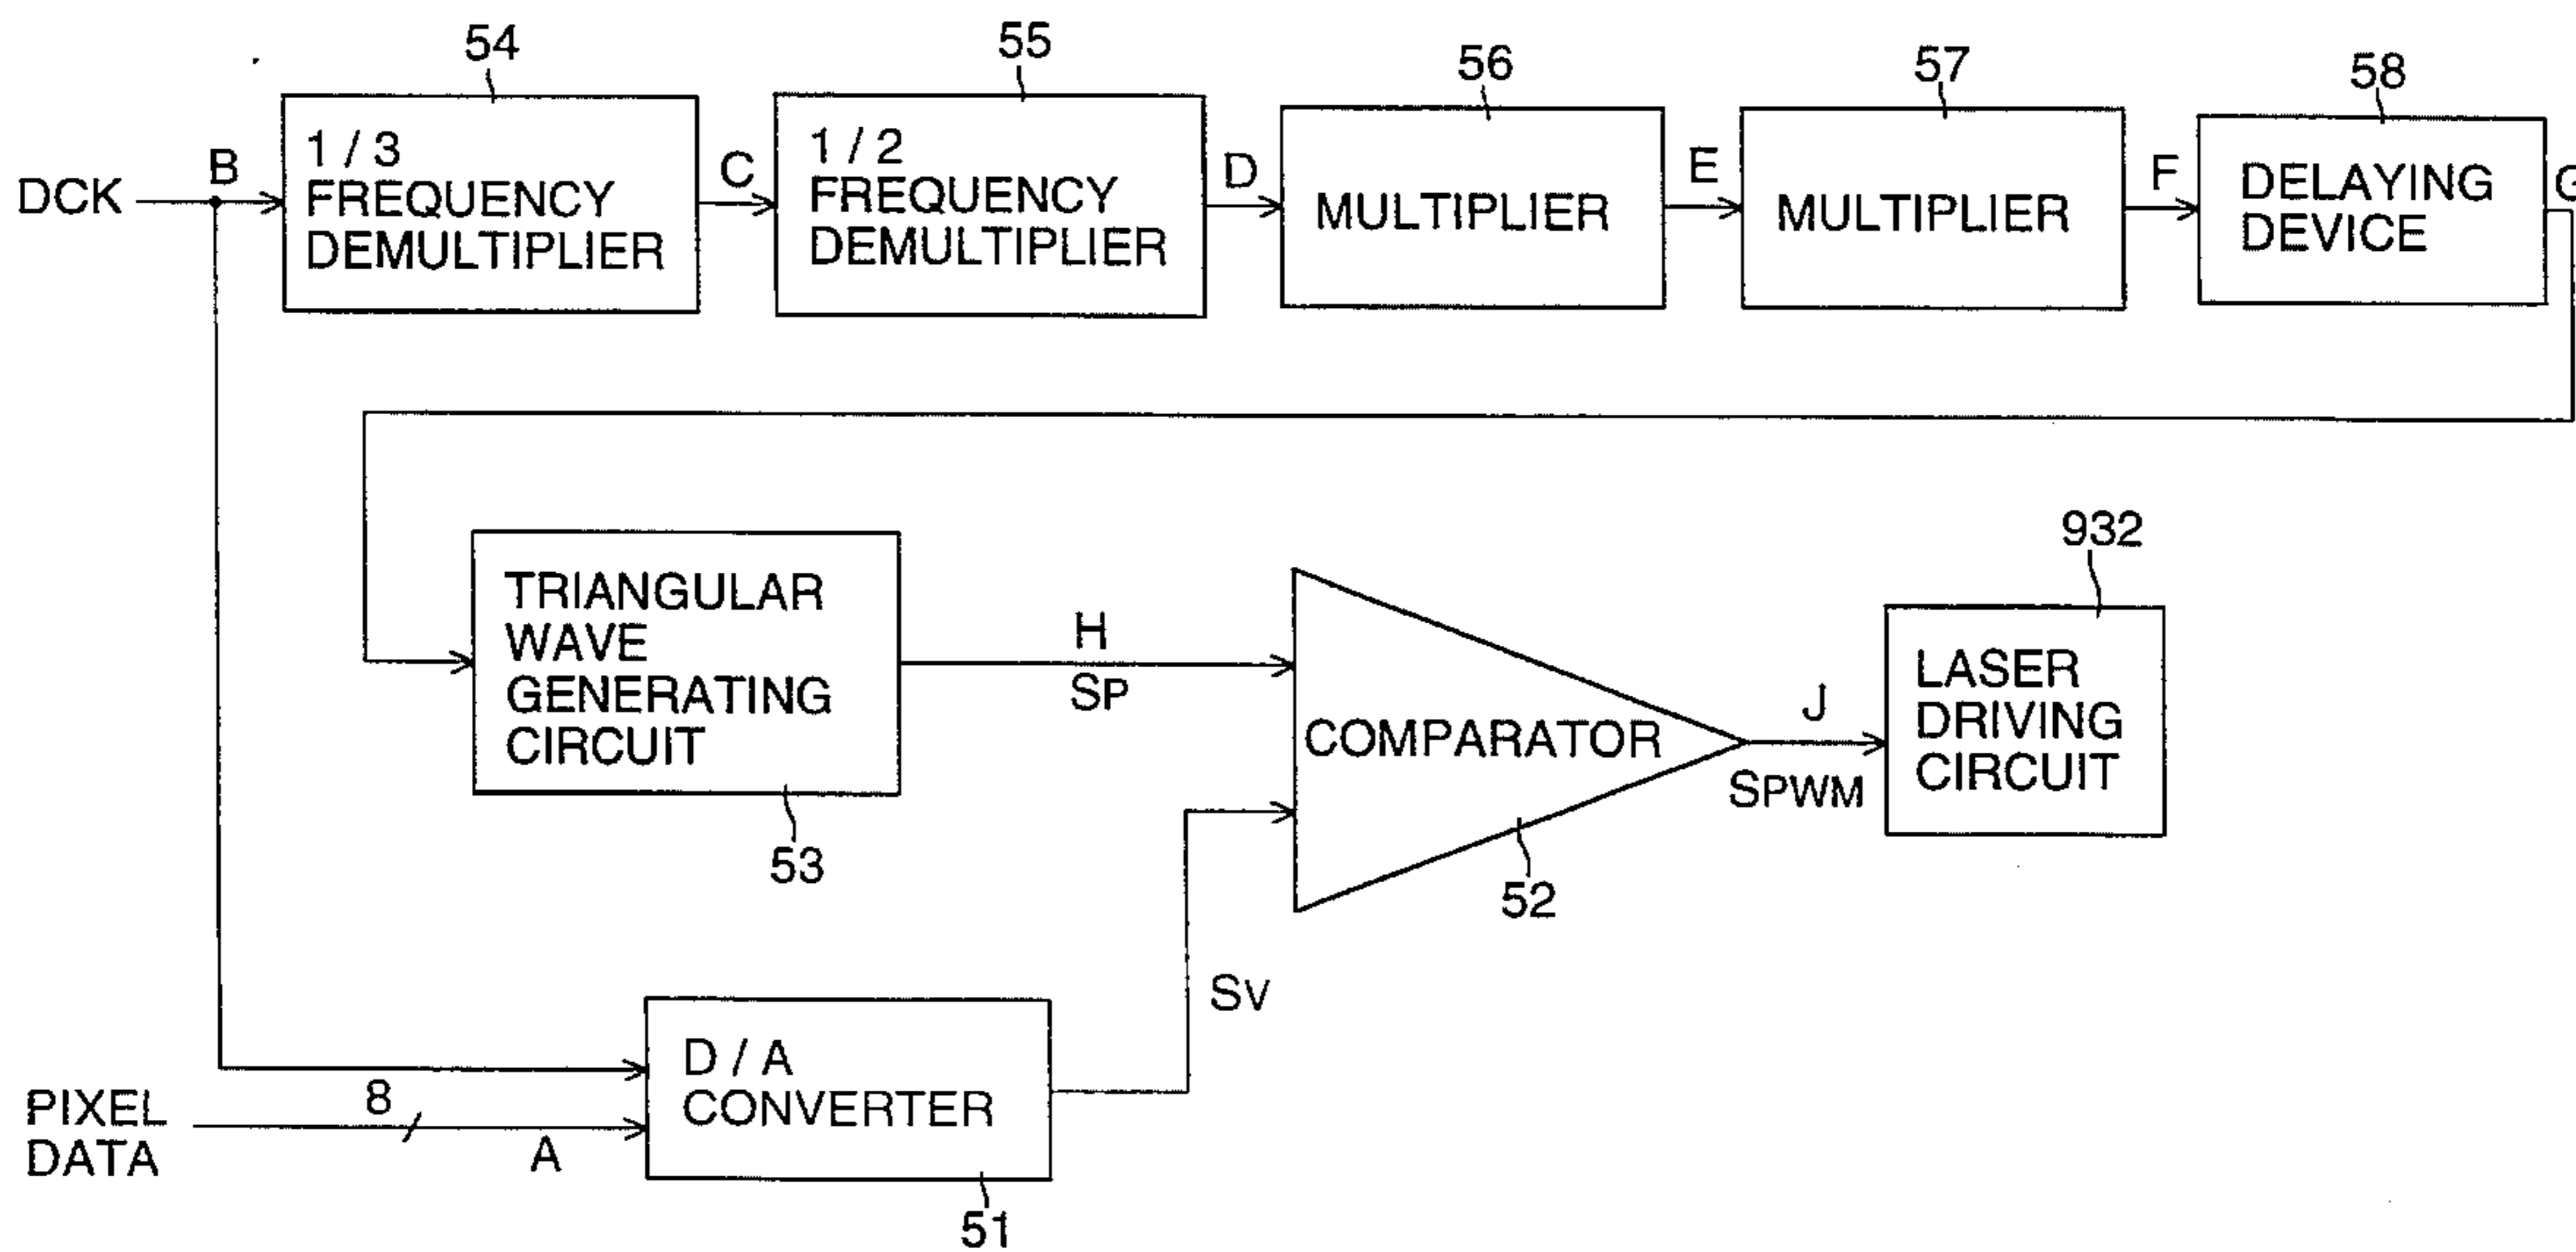 54
55
56
57
58
DCK
B
1 / 3
FREQUENCY
DEMULTIPLIER
C
1 / 2
FREQUENCY
DEMULTIPLIER
D
MULTIPLIER
E
MULTIPLIER
F
DELAYING
DEVICE
G
TRIANGULAR
WAVE
GENERATING
CIRCUIT
53
H
SP
COMPARATOR
52
J
SPWM
932
LASER
DRIVING
CIRCUIT
SV
D / A
CONVERTER
51
PIXEL
DATA
8
A